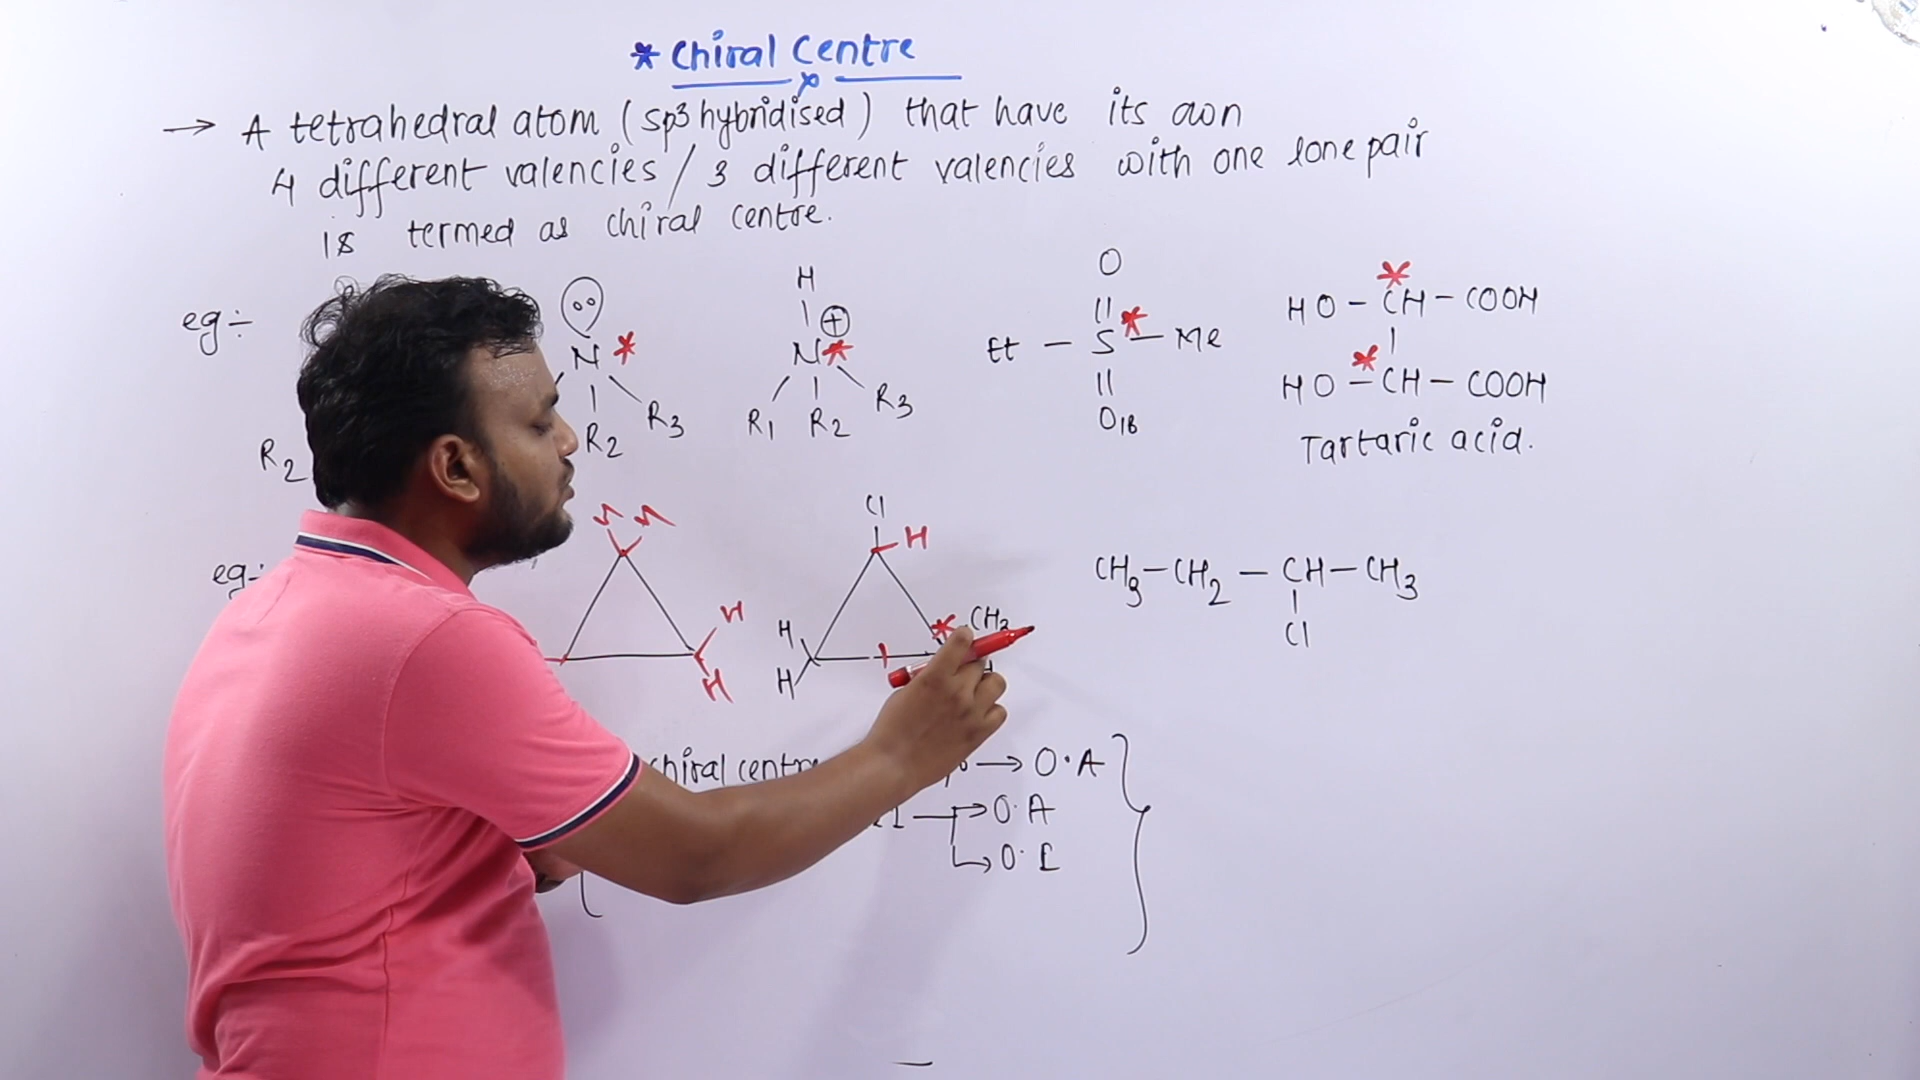 * Chiral Centre
→ A tetrahedral atom (sp3 hybridised) that have its own
4 different valencies / 3 different valencies with one lone pair
is termed as chiral centre.
eg ÷
N *
R2
R3
R2
H
N ⊕ *
R1 R2 R3
O
Et – S * – Me
O18
HO – CH – COOH
HO – CH – COOH
Tartaric acid.
eg ÷
H
H
Cl
H
H
H
* CH3
CH3 – CH2 – CH – CH3
Cl
chiral centre
→ O.A
→ O.A
→ O.E